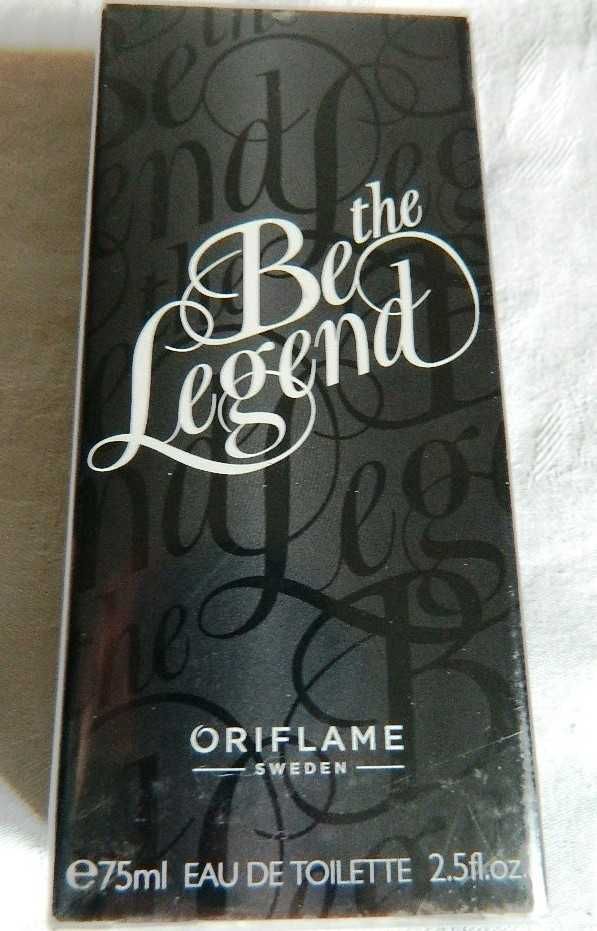 Be the
Legend
ORIFLAME
SWEDEN
℮75ml EAU DE TOILETTE 2.5fl.oz.